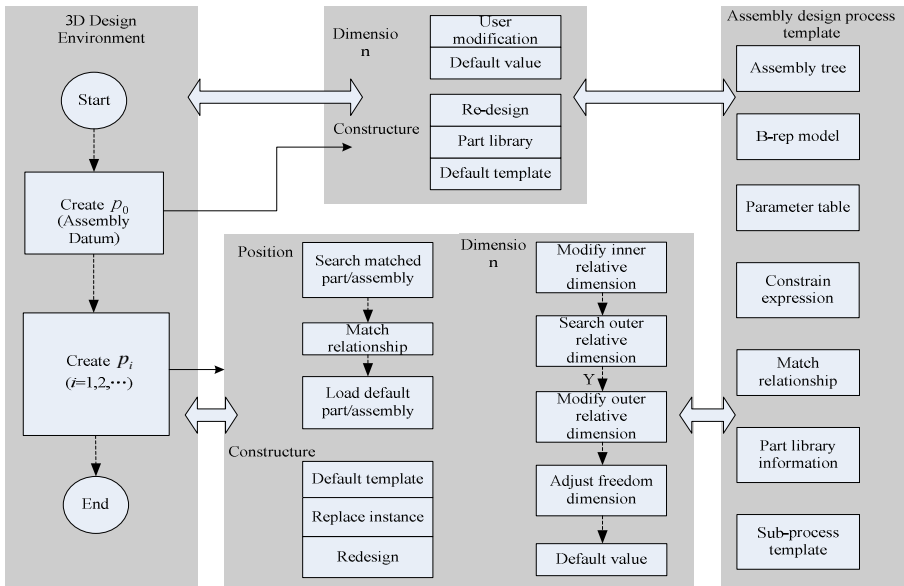 3D Design
Environment
Start
Create p0
(Assembly
Datum)
Create pi
(i=1,2,⋯)
End
Dimensio
n
User
modification
Default value
Constructure
Re-design
Part library
Default template
Position
Search matched
part/assembly
Match
relationship
Load default
part/assembly
Constructure
Default template
Replace instance
Redesign
Dimensio
n
Modify inner
relative
dimension
Search outer
relative
dimension
Y
Modify outer
relative
dimension
Adjust freedom
dimension
Default value
Assembly design process
template
Assembly tree
B-rep model
Parameter table
Constrain
expression
Match
relationship
Part library
information
Sub-process
template